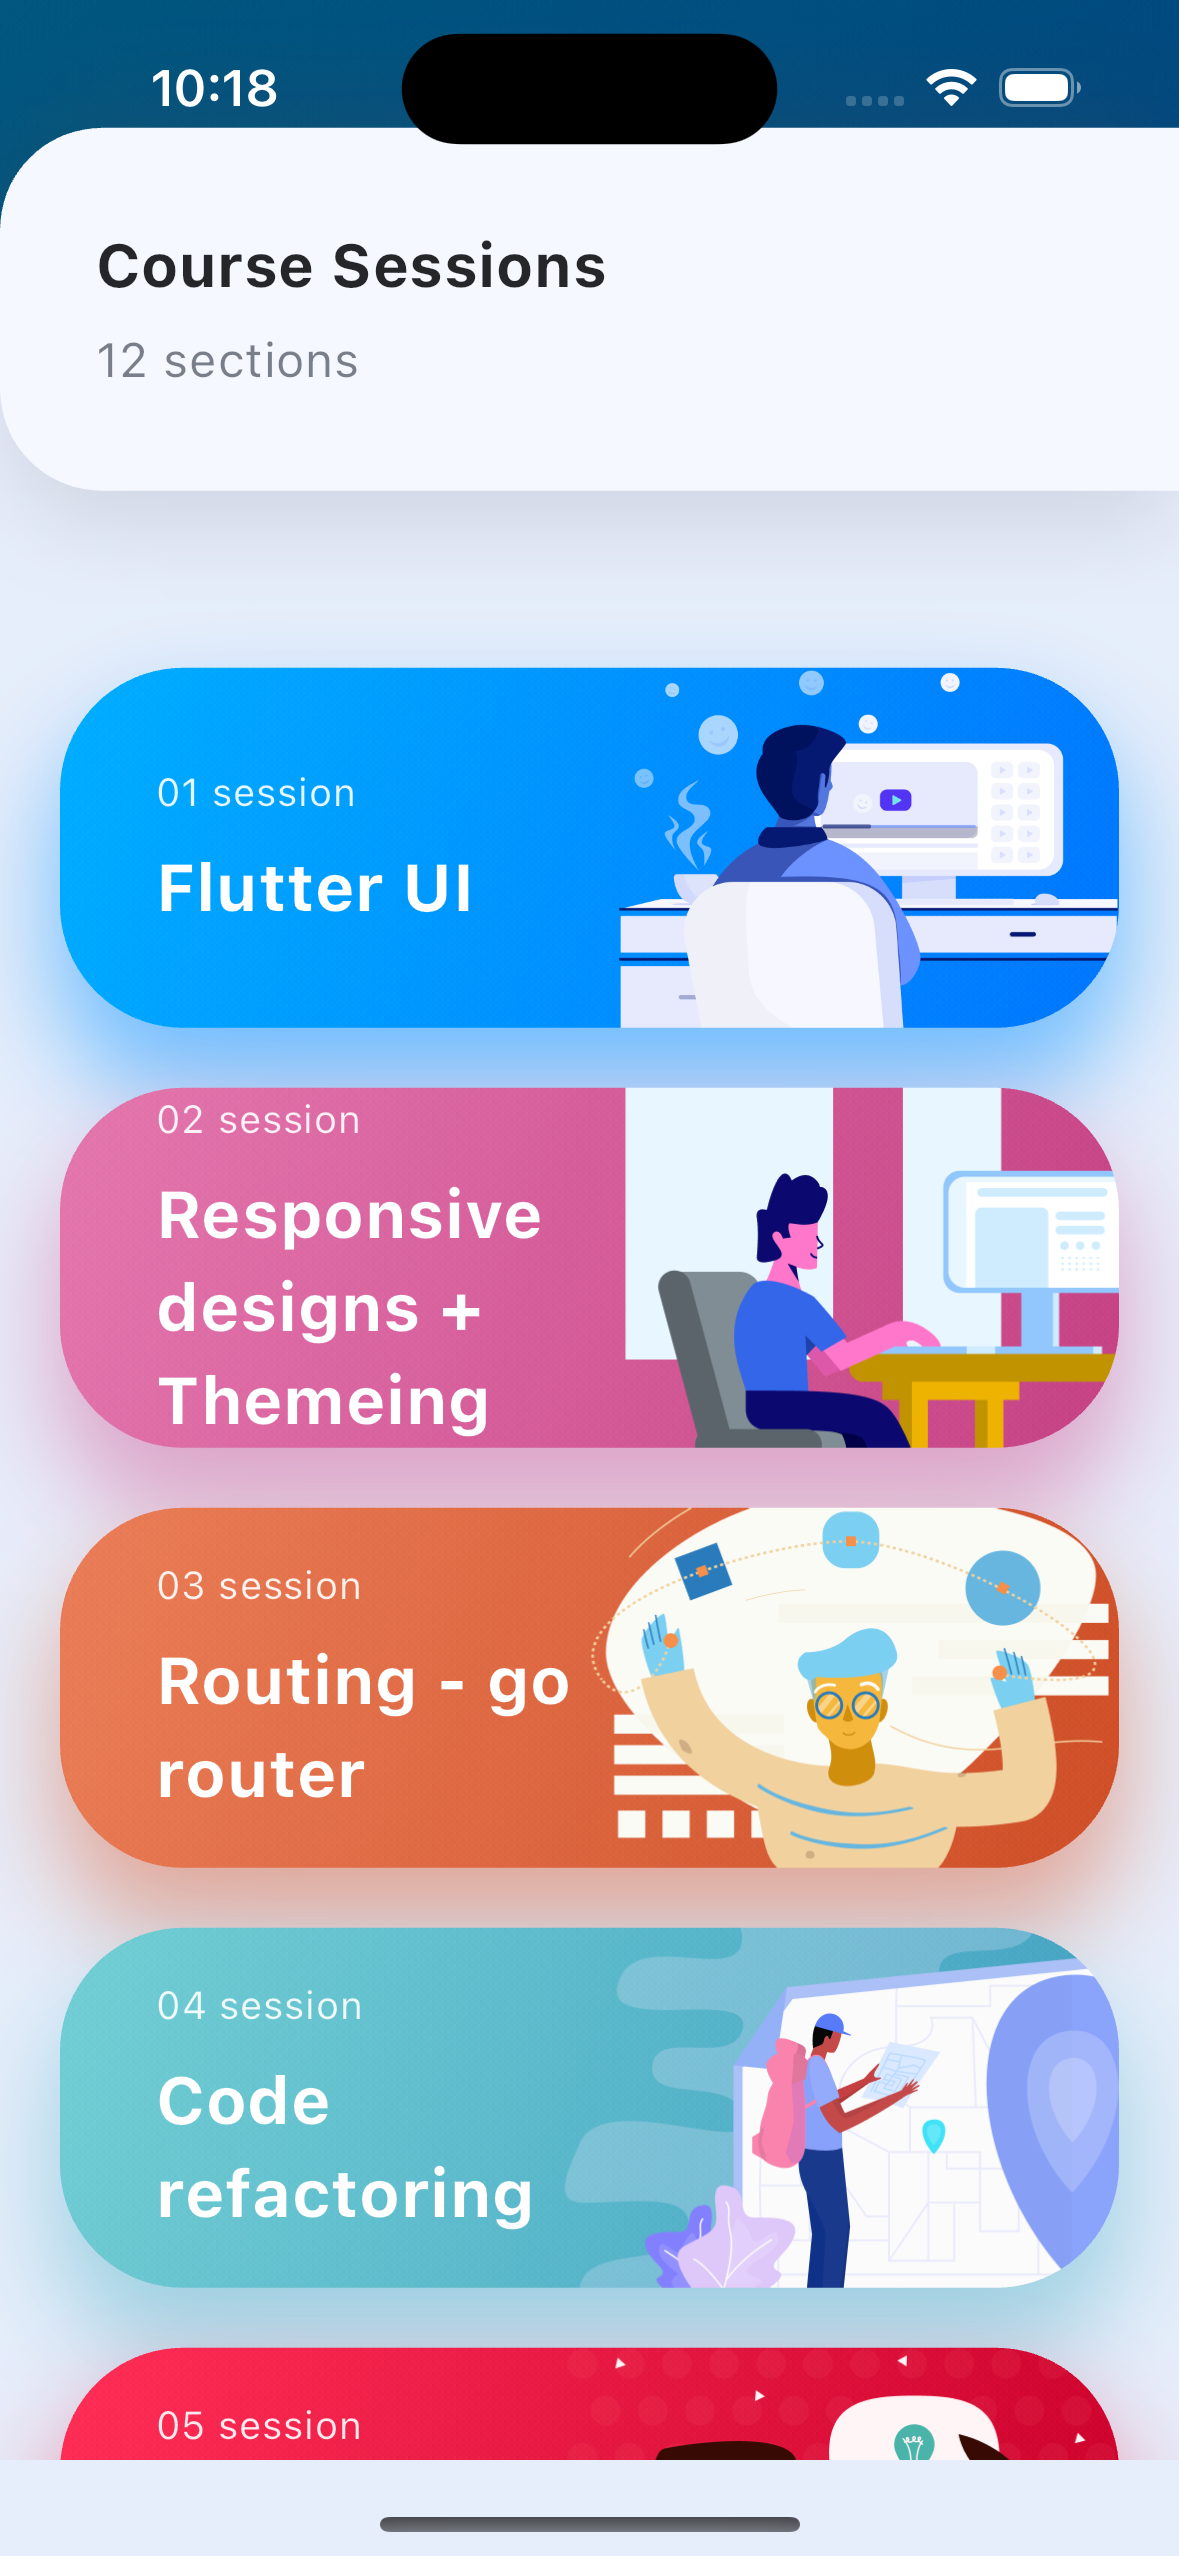 10:18
Course Sessions
12 sections
01 session
Flutter UI
02 session
Responsive
designs +
Themeing
03 session
Routing - go
router
04 session
Code
refactoring
05 session